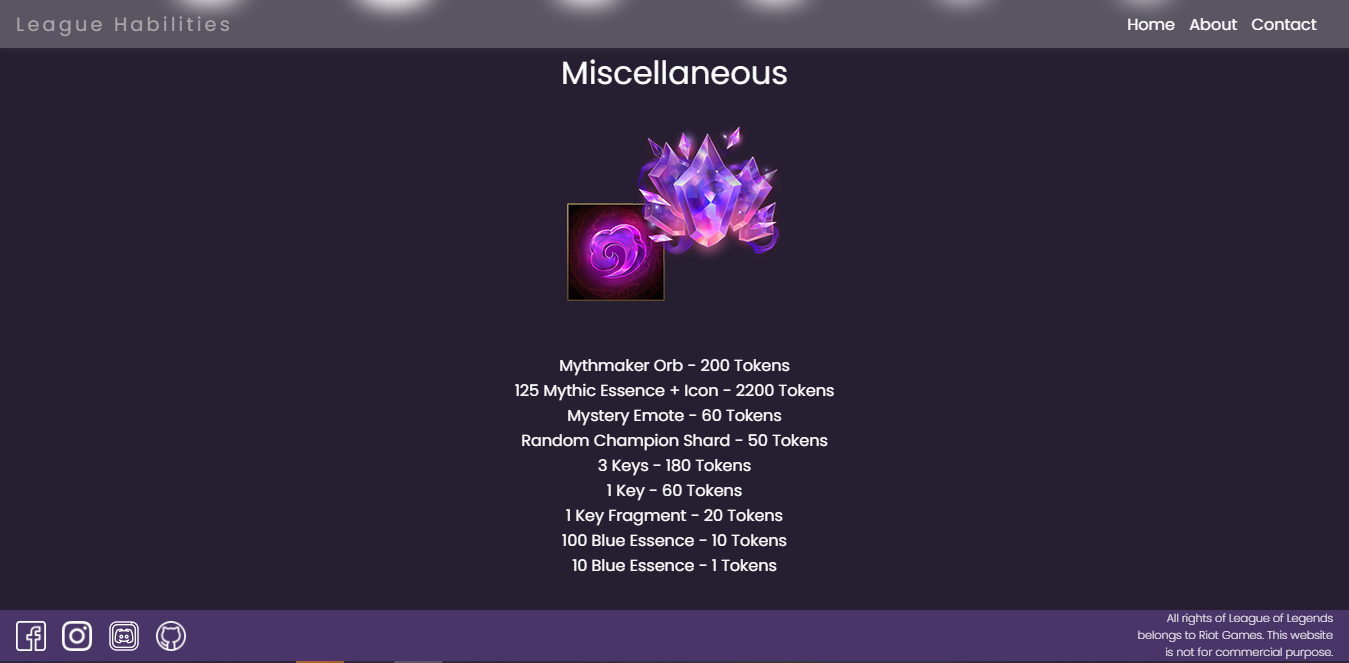 League Habilities
Home About Contact
Miscellaneous
Mythmaker Orb - 200 Tokens
125 Mythic Essence + Icon - 2200 Tokens
Mystery Emote - 60 Tokens
Random Champion Shard - 50 Tokens
3 Keys - 180 Tokens
1 Key - 60 Tokens
1 Key Fragment - 20 Tokens
100 Blue Essence - 10 Tokens
10 Blue Essence - 1 Tokens
All rights of League of Legends
belongs to Riot Games. This website
is not for commercial purpose.